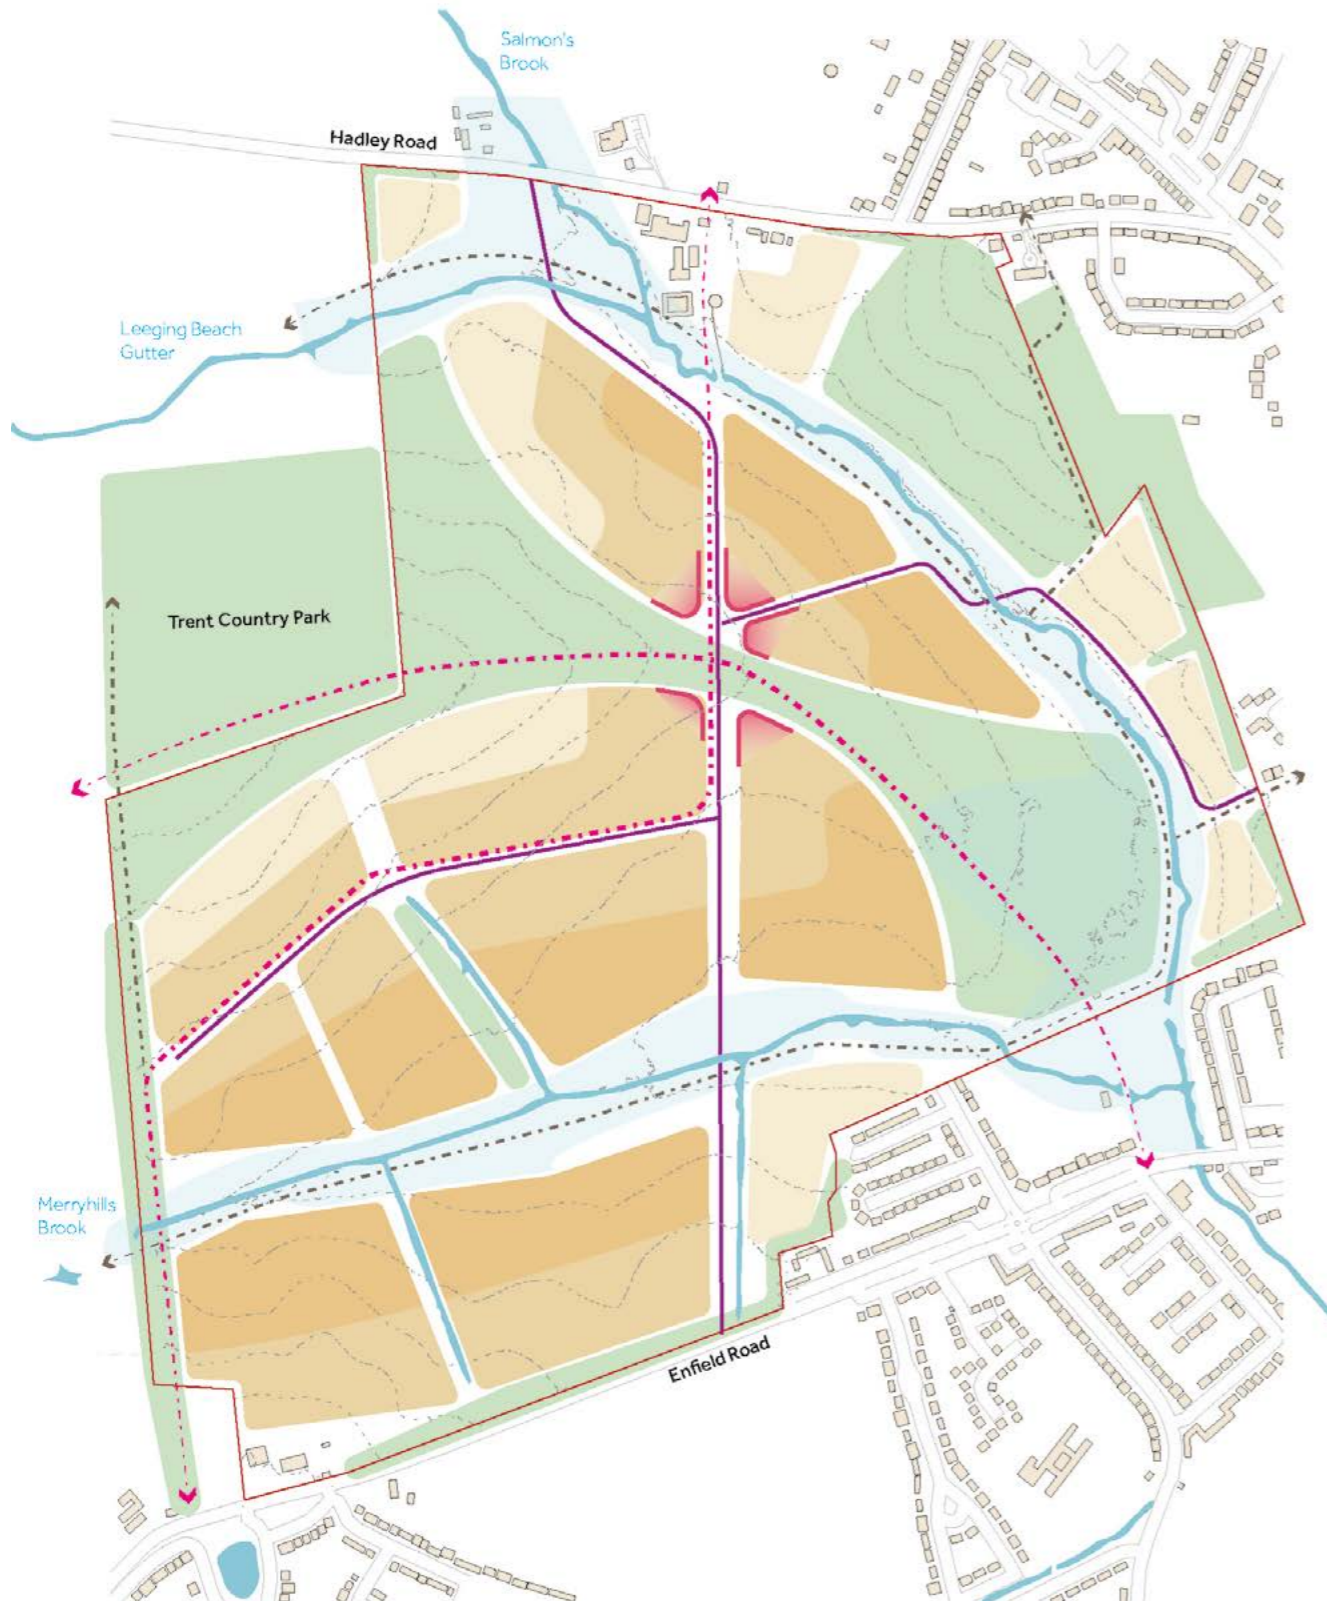 Salmon's
Brook
Hadley Road
Leeging Beach
Gutter
Trent Country Park
Merryhills
Brook
Enfield Road